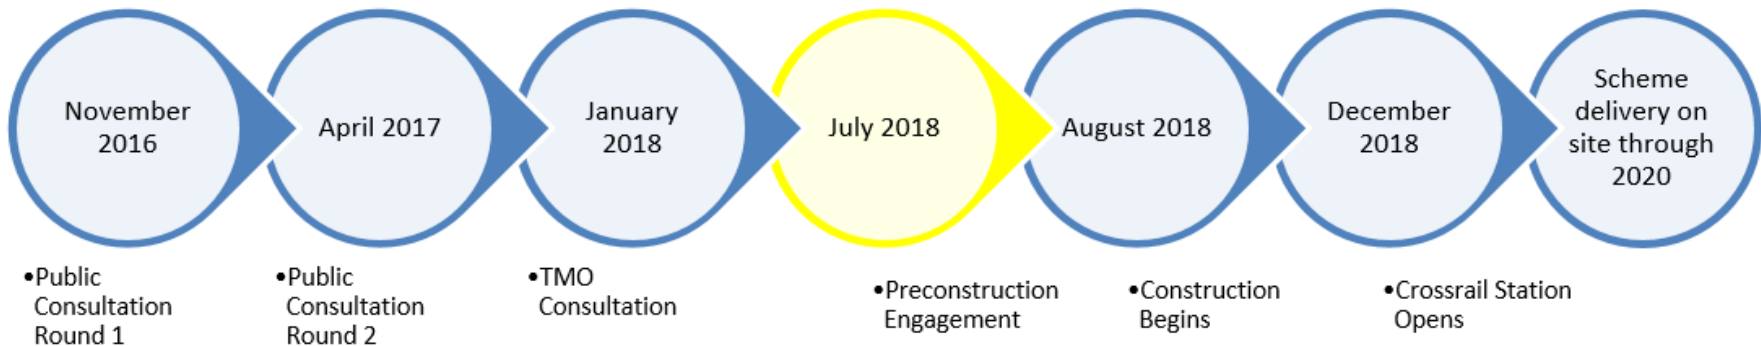 November
2016
April 2017
January
2018
July 2018
August 2018
December
2018
Scheme
delivery on
site through
2020
•Public
Consultation
Round 1
•Public
Consultation
Round 2
•TMO
Consultation
•Preconstruction
Engagement
•Construction
Begins
•Crossrail Station
Opens